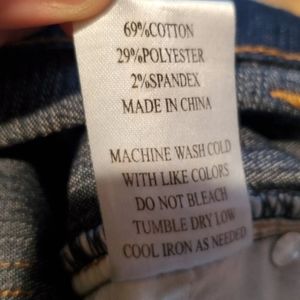 69%COTTON
29%POLYESTER
2%SPANDEX
MADE IN CHINA
MACHINE WASH COLD
WITH LIKE COLORS
DO NOT BLEACH
TUMBLE DRY LOW
COOL IRON AS NEEDED